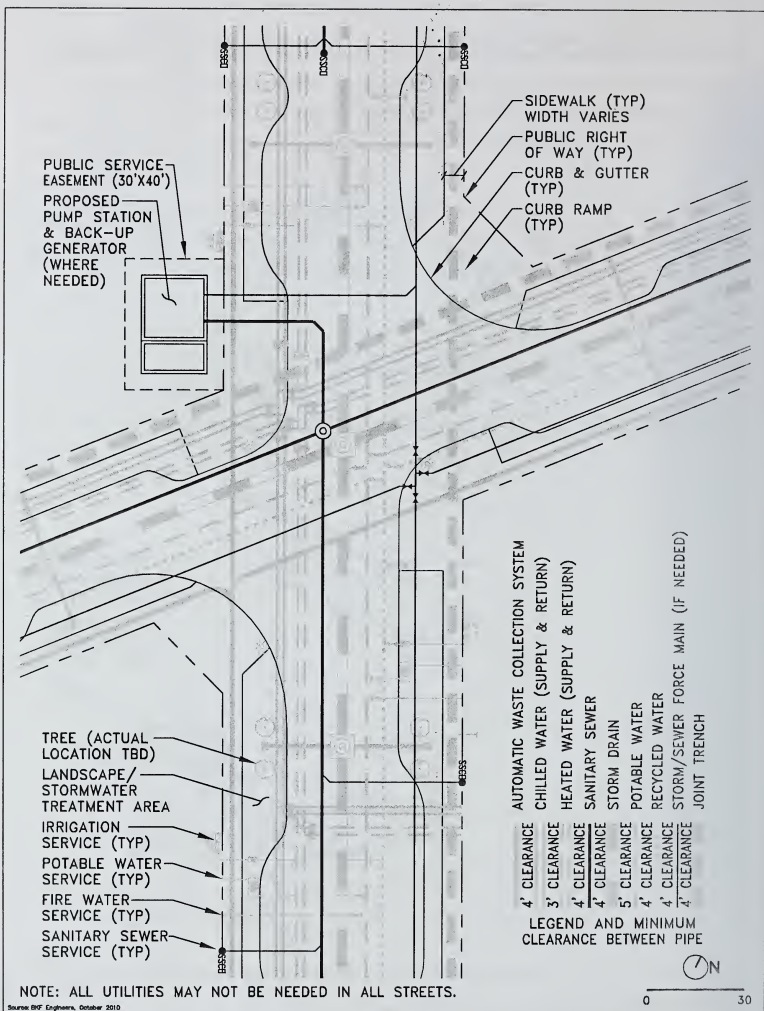 SIDEWALK (TYP)
WIDTH VARIES
PUBLIC RIGHT
OF WAY (TYP)
CURB & GUTTER
(TYP)
CURB RAMP
(TYP)
PUBLIC SERVICE
EASEMENT (30'X40')
PROPOSED
PUMP STATION
& BACK-UP
GENERATOR
(WHERE
NEEDED)
TREE (ACTUAL
LOCATION TBD)
LANDSCAPE/
STORMWATER
TREATMENT AREA
IRRIGATION
SERVICE (TYP)
POTABLE WATER
SERVICE (TYP)
FIRE WATER
SERVICE (TYP)
SANITARY SEWER
SERVICE (TYP)
AUTOMATIC WASTE COLLECTION SYSTEM
4' CLEARANCE
CHILLED WATER (SUPPLY & RETURN)
3' CLEARANCE
HEATED WATER (SUPPLY & RETURN)
4' CLEARANCE
SANITARY SEWER
4' CLEARANCE
STORM DRAIN
5' CLEARANCE
POTABLE WATER
4' CLEARANCE
RECYCLED WATER
4' CLEARANCE
STORM/SEWER FORCE MAIN (IF NEEDED)
4' CLEARANCE
JOINT TRENCH
LEGEND AND MINIMUM
CLEARANCE BETWEEN PIPE
N
0 30
NOTE: ALL UTILITIES MAY NOT BE NEEDED IN ALL STREETS.
Source: BKF Engineers, October 2010